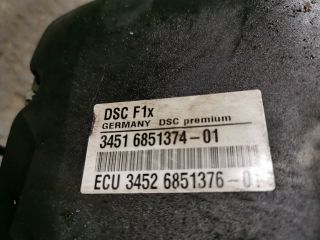 DSC F1x
GERMANY DSC premium
3451 6851374-01
ECU 3452 6851376-01